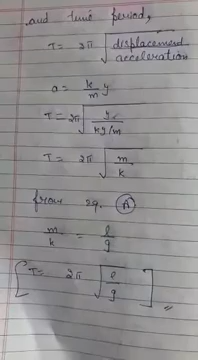 and time period,
T = 2π √(displacement / acceleration)
a = k/m y
T = 2π √(y / ky/m)
T = 2π √(m / k)
from eq. (A)
m/k = l/g
[T = 2π √(l / g)]